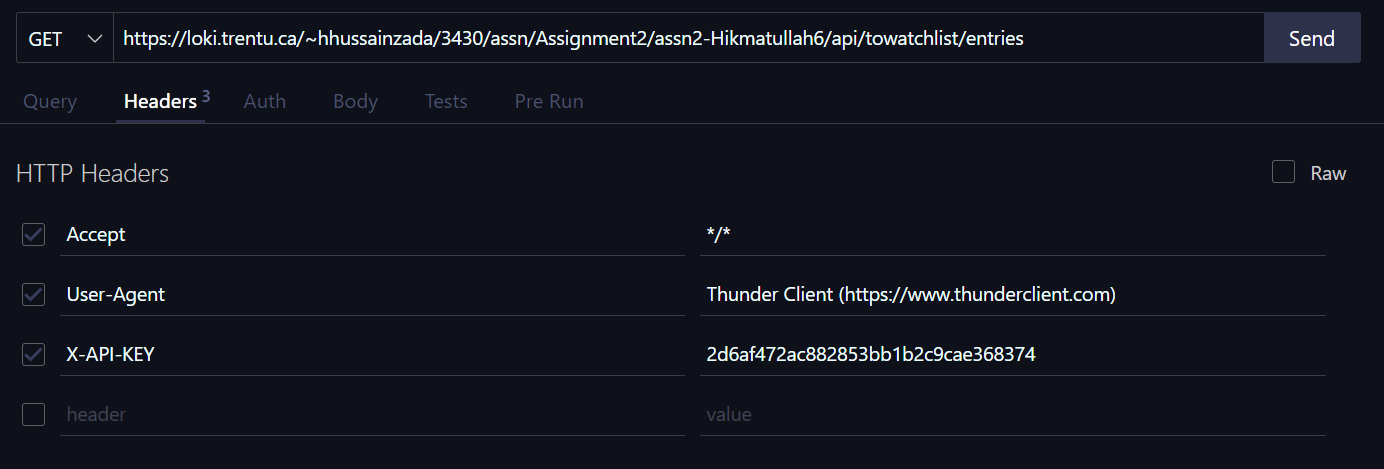 GET https://loki.trentu.ca/~hhussainzada/3430/assn/Assignment2/assn2-Hikmatullah6/api/towatchlist/entries Send
Query Headers 3 Auth Body Tests Pre Run
HTTP Headers Raw
Accept */*
User-Agent Thunder Client (https://www.thunderclient.com)
X-API-KEY 2d6af472ac882853bb1b2c9cae368374
header value